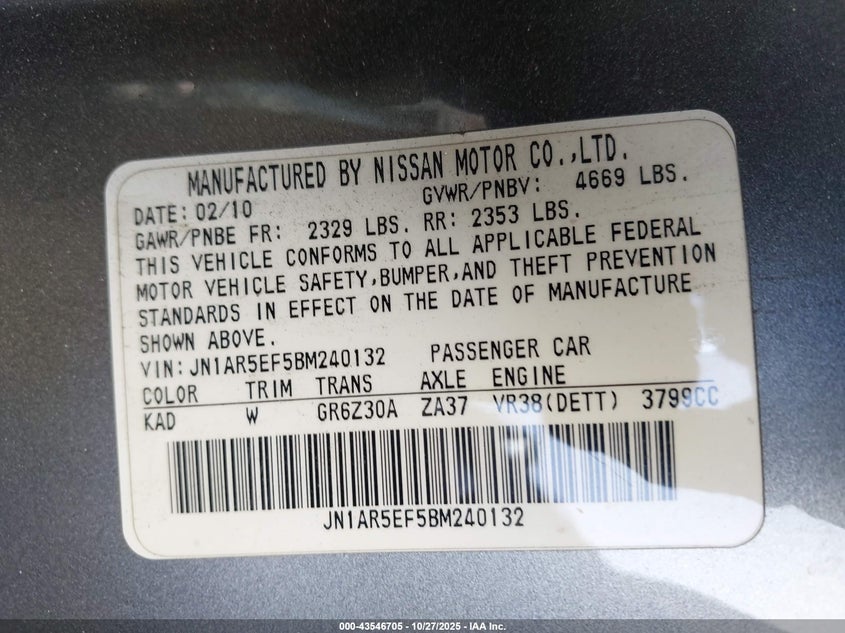 MANUFACTURED BY NISSAN MOTOR CO.,LTD.
DATE: 02/10 GVWR/PNBV: 4669 LBS.
GAWR/PNBE FR: 2329 LBS. RR: 2353 LBS.
THIS VEHICLE CONFORMS TO ALL APPLICABLE FEDERAL
MOTOR VEHICLE SAFETY,BUMPER,AND THEFT PREVENTION
STANDARDS IN EFFECT ON THE DATE OF MANUFACTURE
SHOWN ABOVE.
VIN:JN1AR5EF5BM240132 PASSENGER CAR
COLOR TRIM TRANS AXLE ENGINE
KAD W GR6Z30A ZA37 VR38(DETT) 3799CC
JN1AR5EF5BM240132
000-43546705 - 10/27/2025 - IAA Inc.